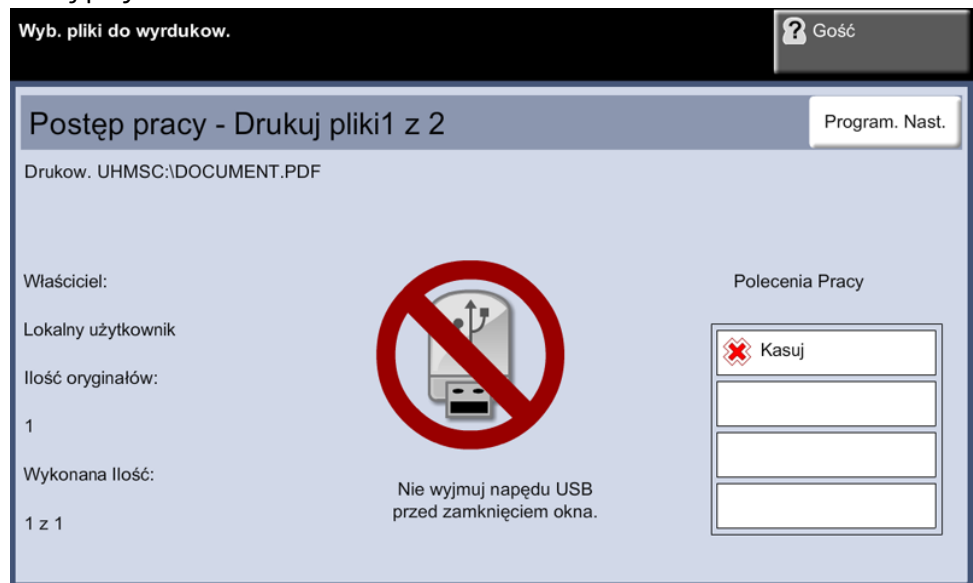 Wyb. pliki do wyrdukow.
Gość
Postęp pracy - Drukuj pliki1 z 2
Program. Nast.
Drukow. UHMSC:\DOCUMENT.PDF
Właściciel:
Polecenia Pracy
Lokalny użytkownik
Kasuj
Ilość oryginałów:
1
Wykonana Ilość:
1 z 1
Nie wyjmuj napędu USB
przed zamknięciem okna.